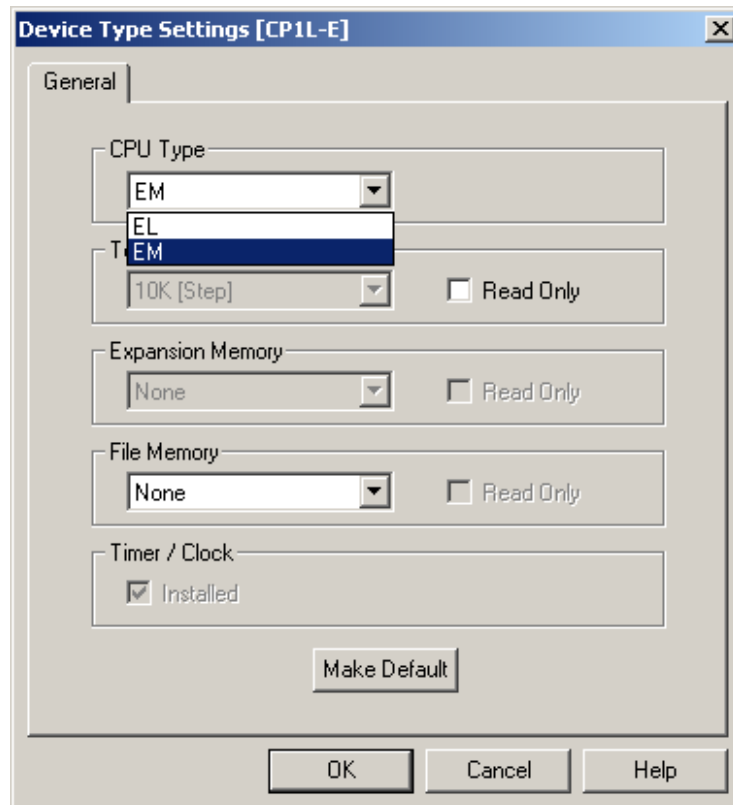 Device Type Settings [CP1L-E]
General
CPU Type
EM
EL
EM
10K [Step]
Read Only
Expansion Memory
None
Read Only
File Memory
None
Read Only
Timer / Clock
Installed
Make Default
OK
Cancel
Help